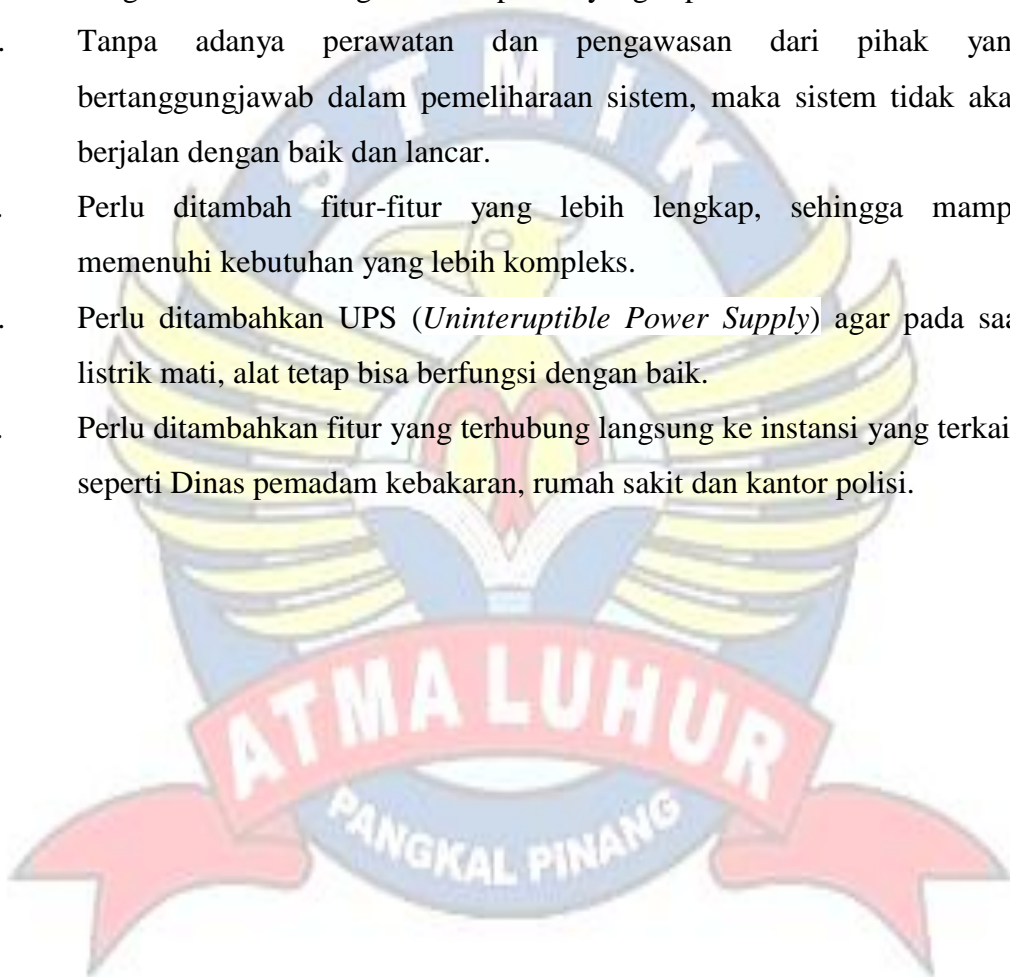 . Tanpa adanya perawatan dan pengawasan dari pihak yan
bertanggungjawab dalam pemeliharaan sistem, maka sistem tidak aka
berjalan dengan baik dan lancar.
. Perlu ditambah fitur-fitur yang lebih lengkap, sehingga mamp
memenuhi kebutuhan yang lebih kompleks.
. Perlu ditambahkan UPS (Uninteruptible Power Supply) agar pada saa
listrik mati, alat tetap bisa berfungsi dengan baik.
. Perlu ditambahkan fitur yang terhubung langsung ke instansi yang terkai
seperti Dinas pemadam kebakaran, rumah sakit dan kantor polisi.
STMIK
ATMA LUHUR
PANGKAL PINANG